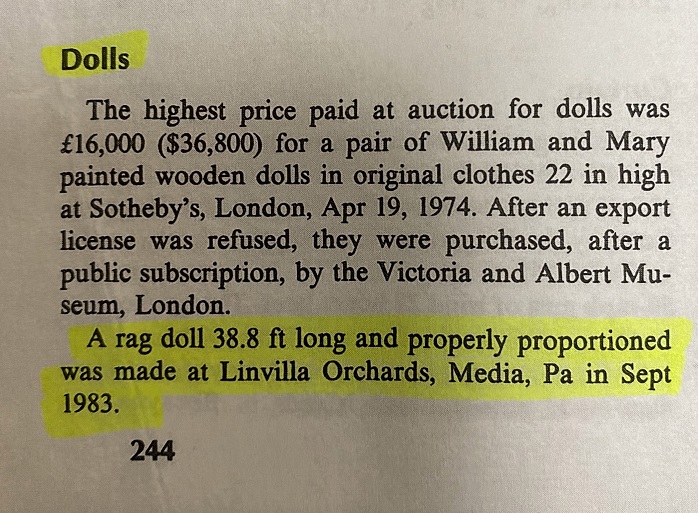 Dolls
The highest price paid at auction for dolls was
£16,000 ($36,800) for a pair of William and Mary
painted wooden dolls in original clothes 22 in high
at Sotheby's, London, Apr 19, 1974. After an export
license was refused, they were purchased, after a
public subscription, by the Victoria and Albert Mu-
seum, London.
A rag doll 38.8 ft long and properly proportioned
was made at Linvilla Orchards, Media, Pa in Sept
1983.
244